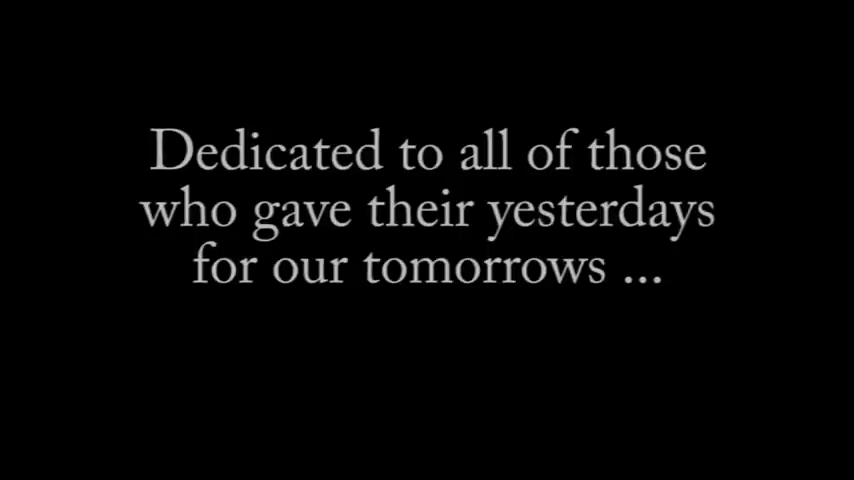 Dedicated to all of those
who gave their yesterdays
for our tomorrows ...